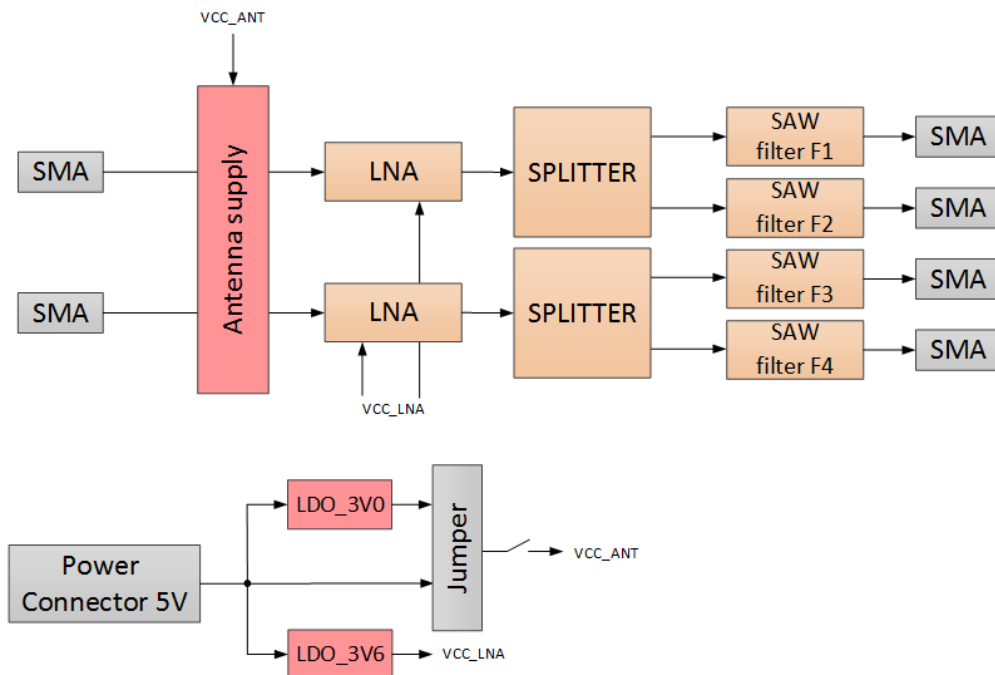 VCC_ANT
SMA
Antenna supply
LNA
SPLITTER
SAW
filter F1
SMA
SAW
filter F2
SMA
SMA
LNA
SPLITTER
SAW
filter F3
SMA
SAW
filter F4
SMA
VCC_LNA
Power
Connector 5V
LDO_3V0
Jumper
VCC_ANT
LDO_3V6
VCC_LNA